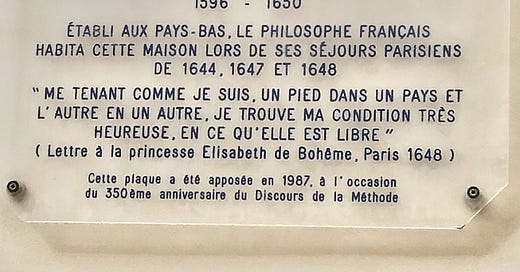 1596 - 1650
ÉTABLI AUX PAYS-BAS, LE PHILOSOPHE FRANÇAIS
HABITA CETTE MAISON LORS DE SES SÉJOURS PARISIENS
DE 1644, 1647 ET 1648
“ME TENANT COMME JE SUIS, UN PIED DANS UN PAYS ET
L'AUTRE EN UN AUTRE, JE TROUVE MA CONDITION TRÈS
HEUREUSE, EN CE QU'ELLE EST LIBRE”
( Lettre à la princesse Elisabeth de Bohême, Paris 1648 )
Cette plaque a été apposée en 1987, à l'occasion
du 350ème anniversaire du Discours de la Méthode